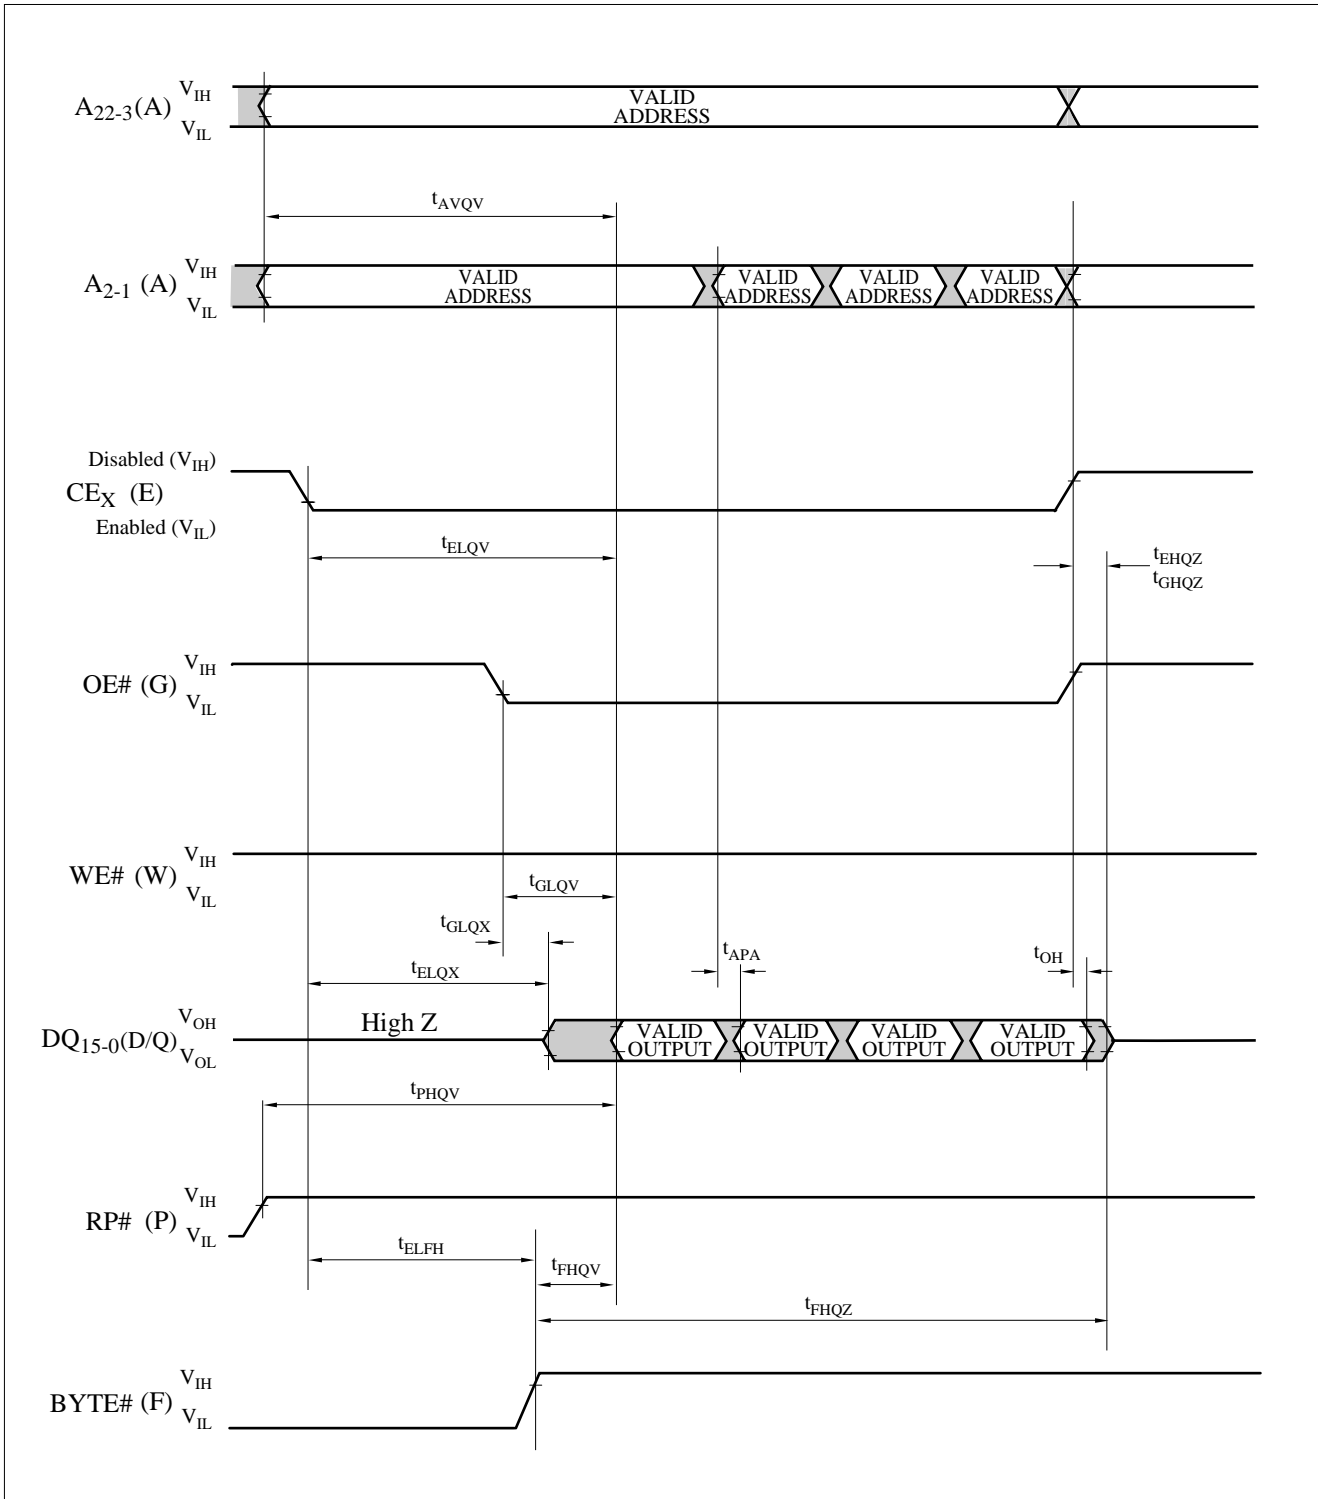 A22-3(A) VIH VIL VALID ADDRESS
tAVQV
A2-1 (A) VIH VIL VALID ADDRESS VALID ADDRESS VALID ADDRESS VALID ADDRESS
Disabled (VIH)
CEX (E)
Enabled (VIL)
tELQV
tEHQZ
tGHQZ
OE# (G) VIH VIL
WE# (W) VIH VIL
tGLQV
tGLQX
tAPA
tOH
tELQX
DQ15-0(D/Q) VOH VOL High Z VALID OUTPUT VALID OUTPUT VALID OUTPUT VALID OUTPUT
tPHQV
RP# (P) VIH VIL
tELFH
tFHQV
tFHQZ
BYTE# (F) VIH VIL